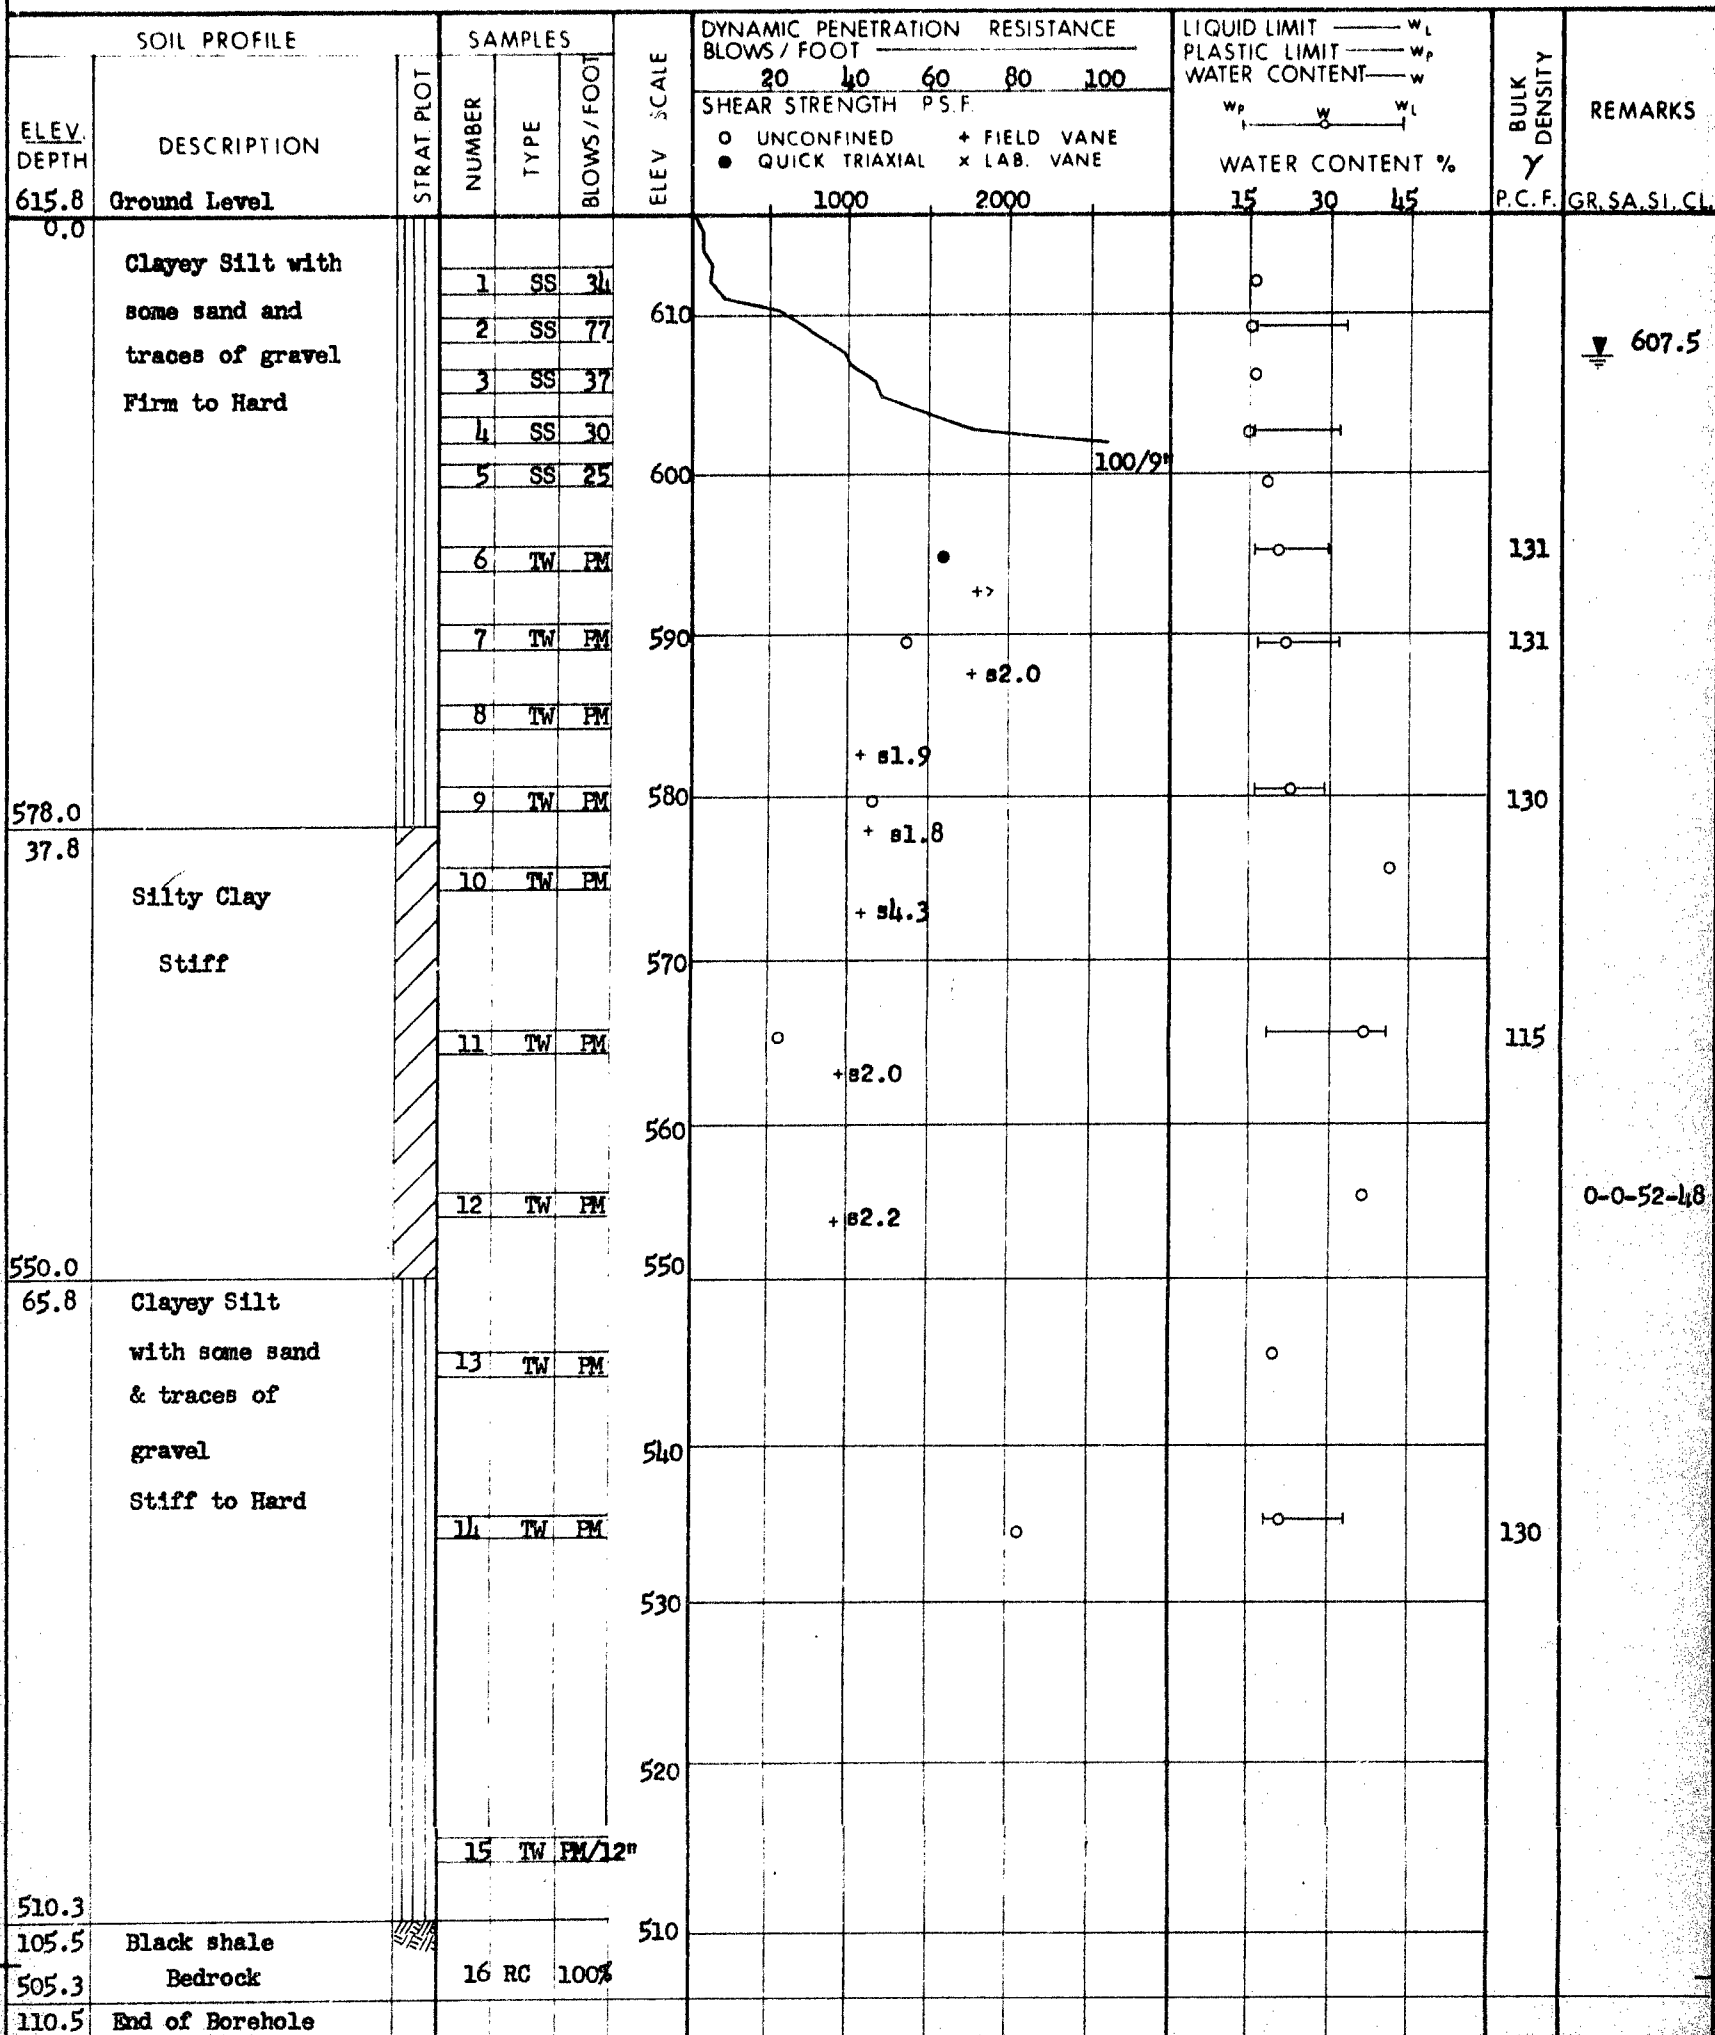 SOIL PROFILE
SAMPLES
ELEV SCALE
DYNAMIC PENETRATION RESISTANCE
BLOWS / FOOT
20 40 60 80 100
SHEAR STRENGTH P.S.F.
o UNCONFINED + FIELD VANE
● QUICK TRIAXIAL x LAB. VANE
1000 2000
LIQUID LIMIT —— wL
PLASTIC LIMIT —— wP
WATER CONTENT — w
wP w wL
WATER CONTENT %
15 30 45
BULK DENSITY
γ
P.C.F.
REMARKS
GR. SA. SI. CL.
ELEV.
DEPTH
DESCRIPTION
STRAT. PLOT
NUMBER
TYPE
BLOWS / FOOT
615.8 Ground Level
0.0
Clayey Silt with
some sand and
traces of gravel
Firm to Hard
1 SS 34
2 SS 77
3 SS 37
4 SS 30
5 SS 25
6 TW PM
7 TW PM
8 TW PM
9 TW PM
578.0
37.8
Silty Clay
Stiff
10 TW PM
11 TW PM
12 TW PM
550.0
65.8
Clayey Silt
with some sand
& traces of
gravel
Stiff to Hard
13 TW PM
14 TW PM
15 TW PM/12"
510.3
105.5
Black shale
Bedrock
16 RC 100%
505.3
110.5 End of Borehole
610
600
590
580
570
560
550
540
530
520
510
100/9"
+>
+ s2.0
+ s1.9
+ s1.8
+ s4.3
+ s2.0
+ s2.2
131
131
130
115
130
607.5
0-0-52-48